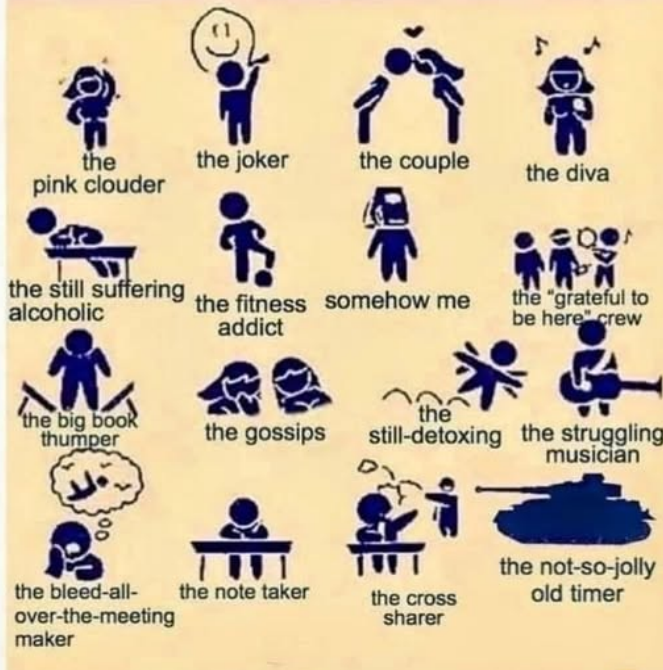 the
pink clouder
the joker
the couple
the diva
the still suffering
alcoholic
the fitness
addict
somehow me
the "grateful to
be here" crew
the big book
thumper
the gossips
the
still-detoxing
the struggling
musician
the bleed-all-
over-the-meeting
maker
the note taker
the cross
sharer
the not-so-jolly
old timer